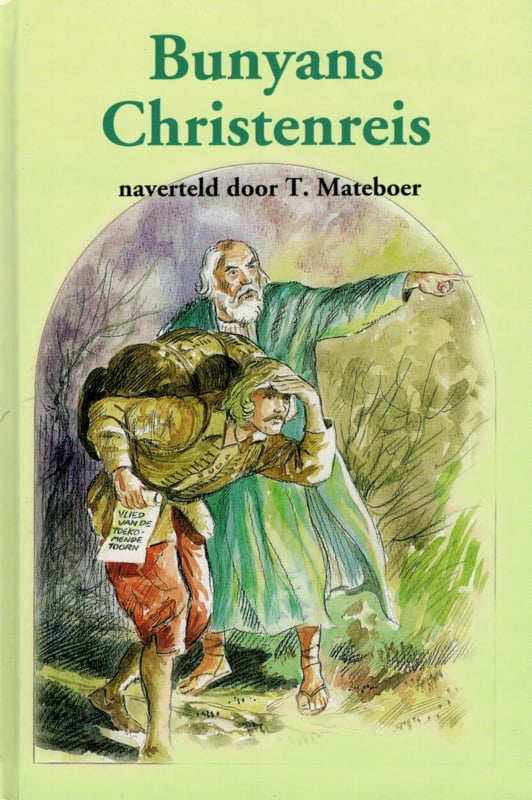 Bunyans
Christenreis
naverteld door T. Mateboer
VLIED
VAN DE
TOEKO-
MENDE
TOORN